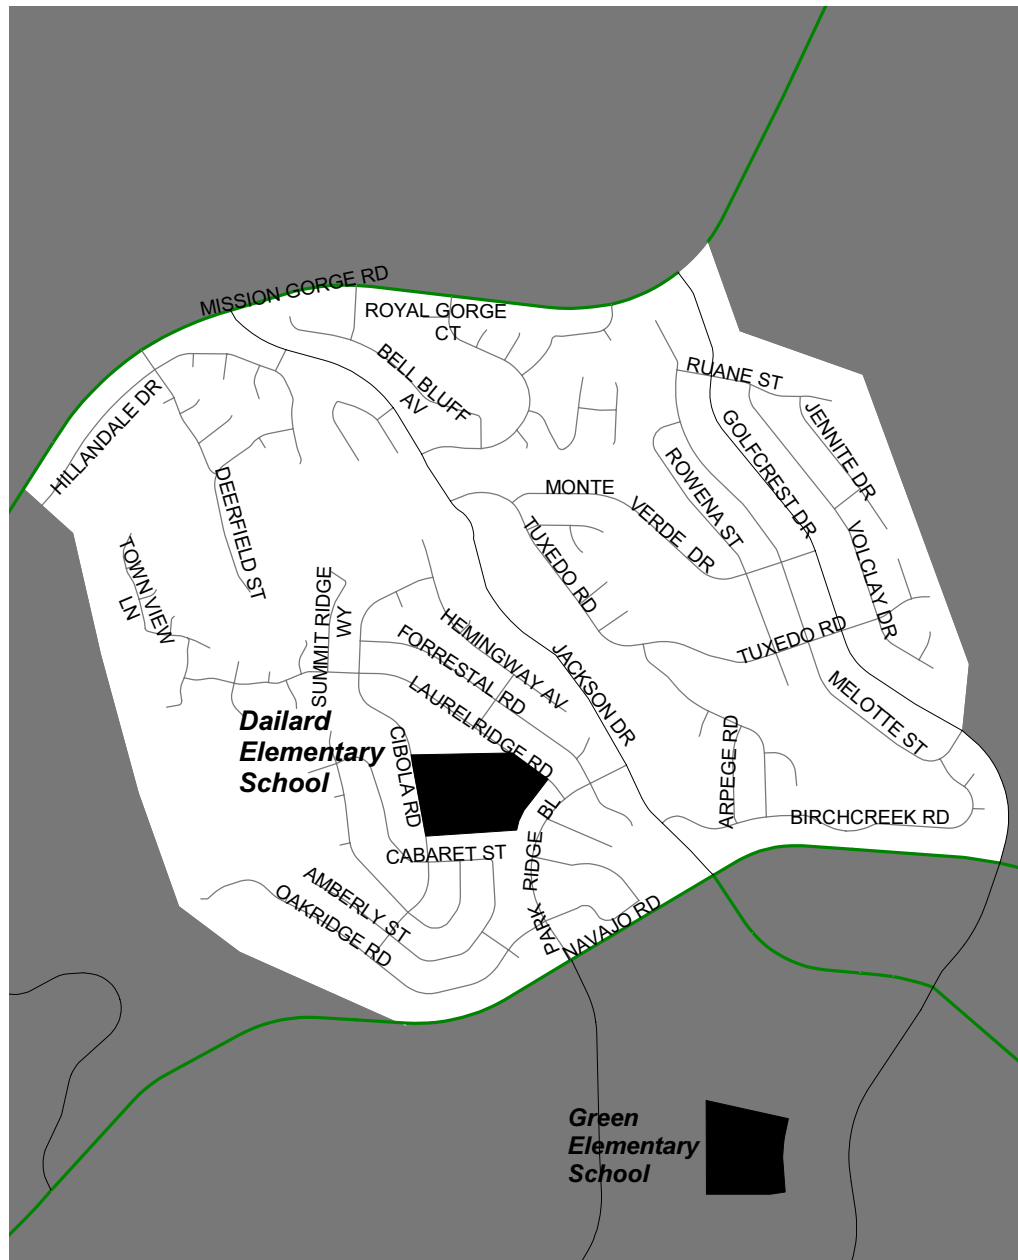 MISSION GORGE RD
ROYAL GORGE
CT
BELL BLUFF
AV
HILLANDALE DR
RUANE ST
JENNITE DR
GOLFCREST DR
ROWENA ST
DEERFIELD ST
MONTE
VERDE DR
TUXEDO RD
VOLCLAY DR
TOWN VIEW
LN
SUMMIT RIDGE
WY
HEMINGWAY AV
FORRESTAL RD
LAURELRIDGE RD
JACKSON DR
TUXEDO RD
MELOTTE ST
Dailard
Elementary
School
CIBOLA RD
ARPEGE RD
BIRCHCREEK RD
CABARET ST
PARK RIDGE BL
AMBERLY ST
OAKRIDGE RD
NAVAJO RD
Green
Elementary
School